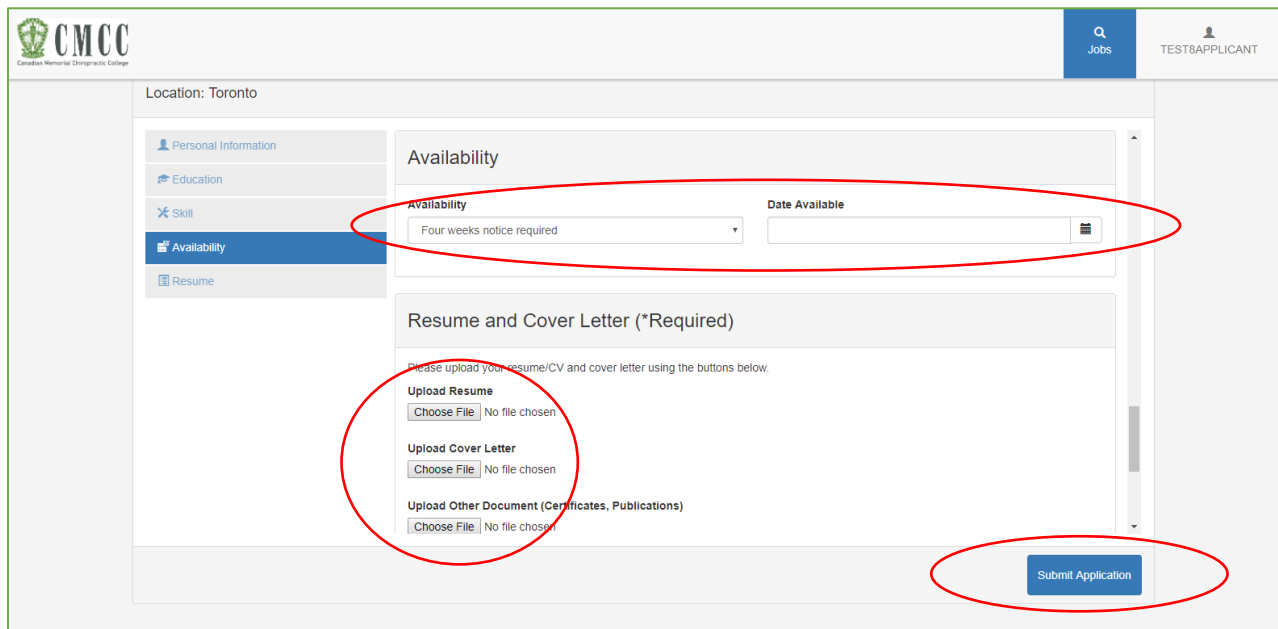 CMCC
Canadian Memorial Chiropractic College
Jobs
TEST8APPLICANT
Location: Toronto
Personal Information
Education
Skill
Availability
Resume
Availability
Availability
Date Available
Four weeks notice required
Resume and Cover Letter (*Required)
Please upload your resume/CV and cover letter using the buttons below.
Upload Resume
Choose File No file chosen
Upload Cover Letter
Choose File No file chosen
Upload Other Document (Certificates, Publications)
Choose File No file chosen
Submit Application